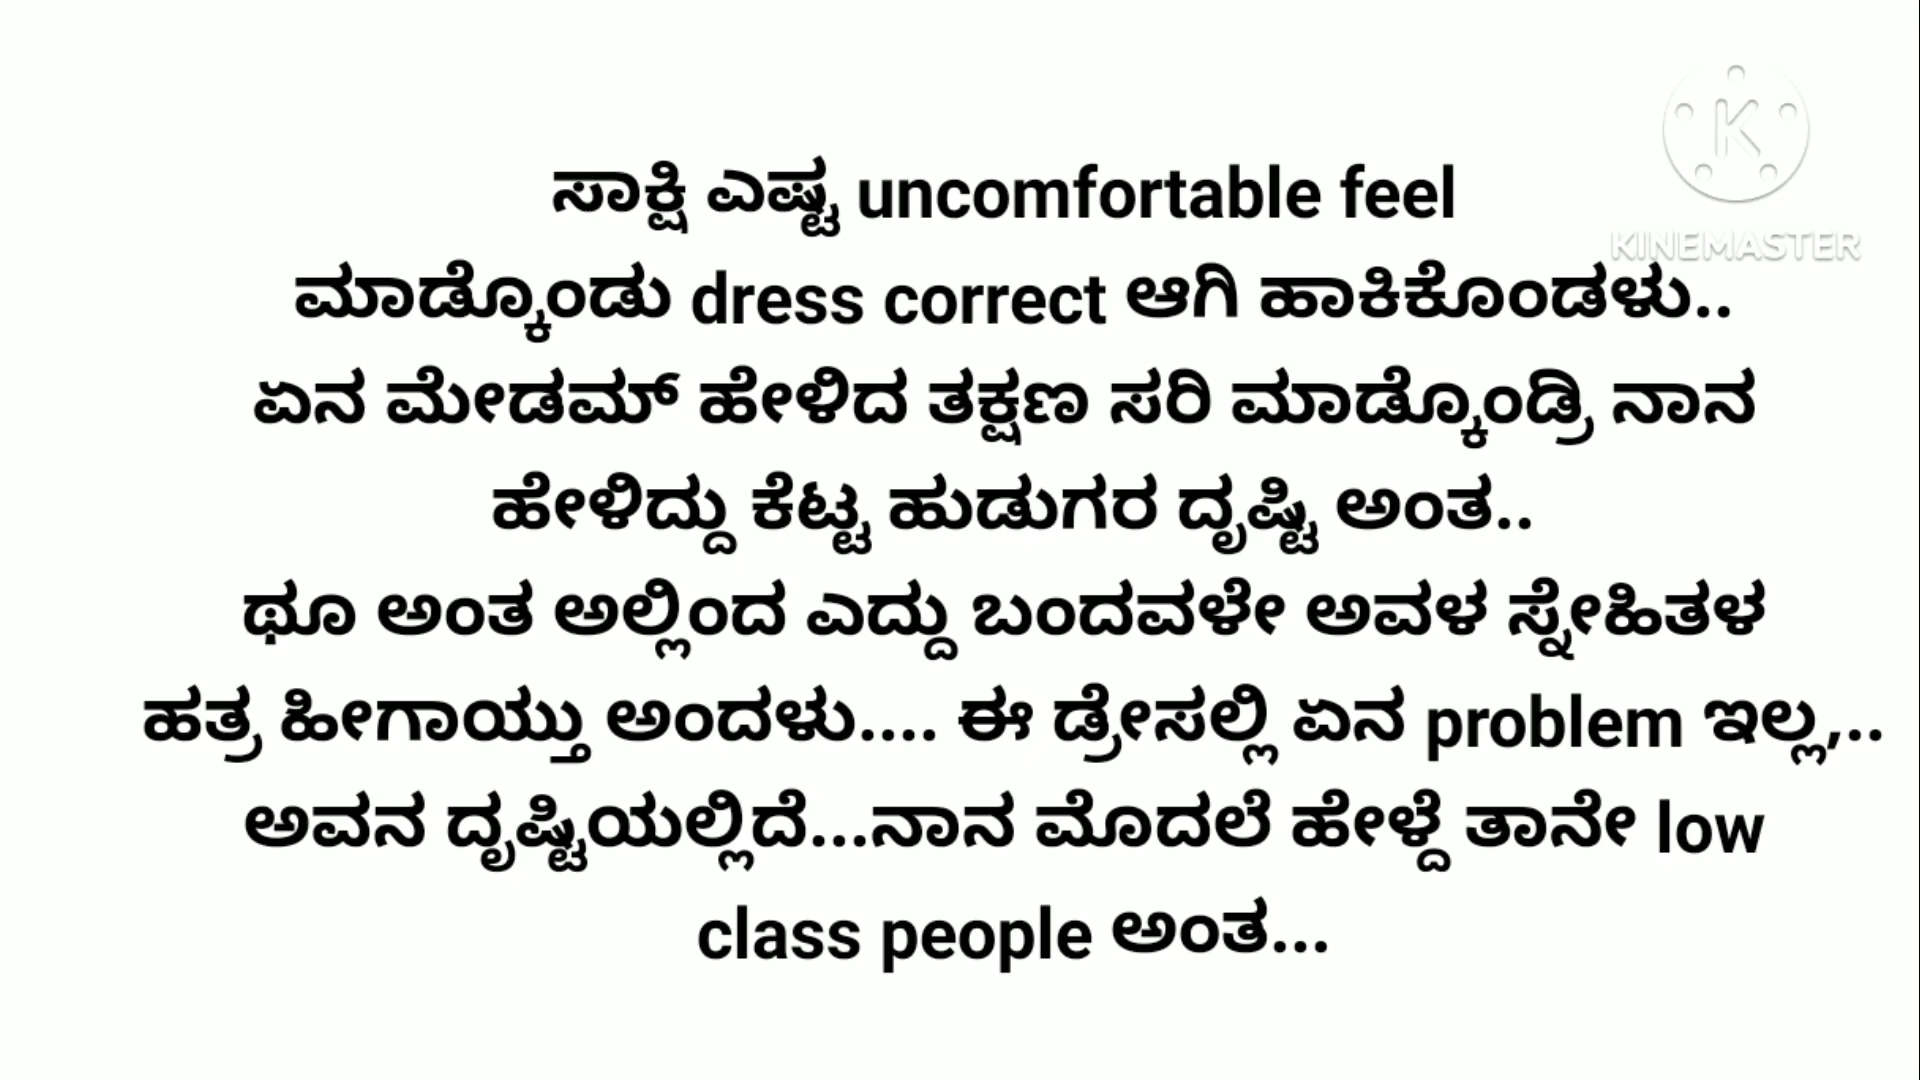 ಸಾಕ್ಷಿ ಎಷ್ಟ uncomfortable feel
ಮಾಡ್ಕೊಂಡು dress correct ಆಗಿ ಹಾಕಿಕೊಂಡಳು..
ಏನ ಮೇಡಮ್ ಹೇಳಿದ ತಕ್ಷಣ ಸರಿ ಮಾಡ್ಕೊಂಡ್ರಿ ನಾನ
ಹೇಳಿದ್ದು ಕೆಟ್ಟ ಹುಡುಗರ ದೃಷ್ಟಿ ಅಂತ..
ಥೂ ಅಂತ ಅಲ್ಲಿಂದ ಎದ್ದು ಬಂದವಳೇ ಅವಳ ಸ್ನೇಹಿತಳ
ಹತ್ರ ಹೀಗಾಯ್ತು ಅಂದಳು.... ಈ ಡ್ರೇಸಲ್ಲಿ ಏನ problem ಇಲ್ಲ,..
ಅವನ ದೃಷ್ಟಿಯಲ್ಲಿದೆ...ನಾನ ಮೊದಲೆ ಹೇಳ್ದೆ ತಾನೇ low
class people ಅಂತ...
K
KINEMASTER